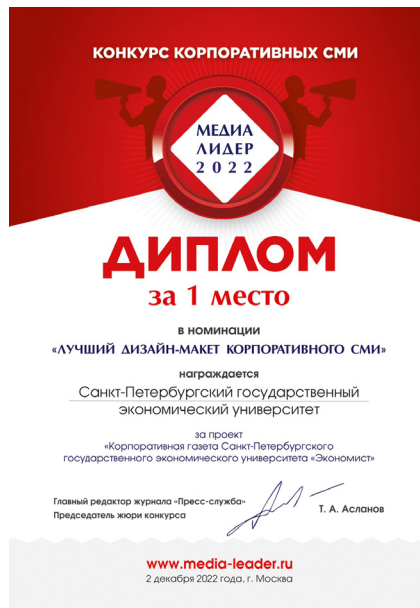 КОНКУРС КОРПОРАТИВНЫХ СМИ
МЕДИА
ЛИДЕР
2022
ДИПЛОМ
за 1 место
в номинации
«ЛУЧШИЙ ДИЗАЙН-МАКЕТ КОРПОРАТИВНОГО СМИ»
награждается
Санкт-Петербургский государственный
экономический университет
за проект
«Корпоративная газета Санкт-Петербургского
государственного экономического университета «Экономист»
Главный редактор журнала «Пресс-служба»
Председатель жюри конкурса
Т. А. Асланов
www.media-leader.ru
2 декабря 2022 года, г. Москва